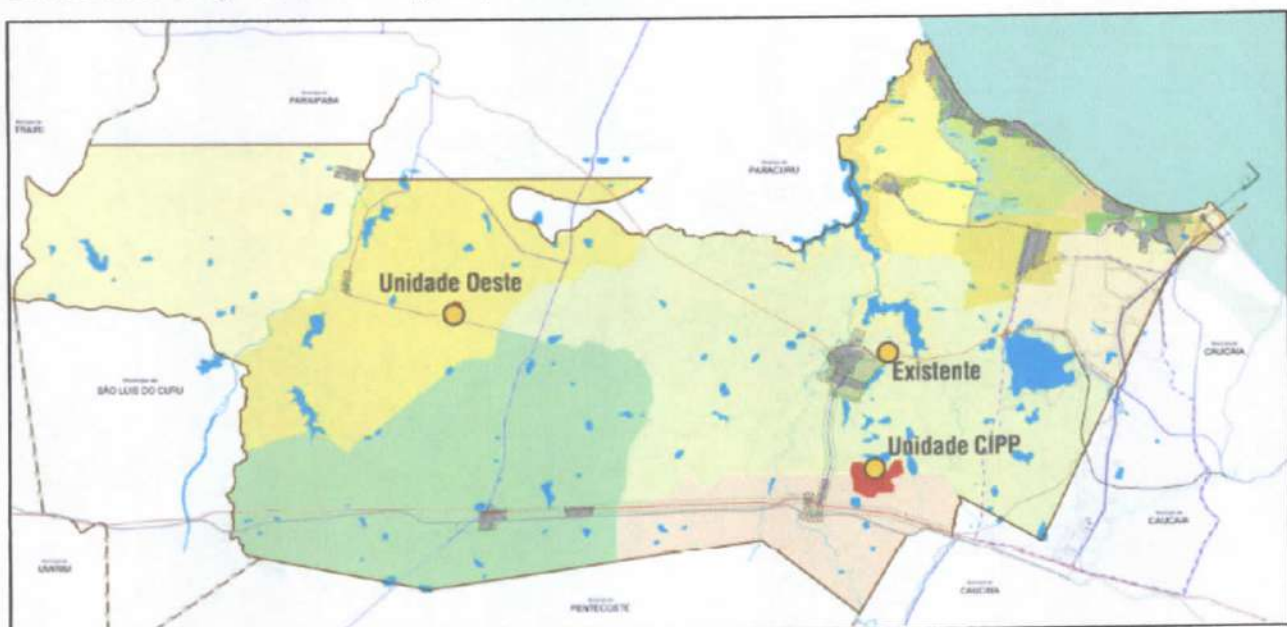 PARAIPABA
TRAIRI
PARACURU
Unidade Oeste
Existente
CAUCAIA
SÃO LUIS DO CURU
Unidade CIPP
CAUCAIA
UMIRIM
CAUCAIA
PENTECOSTE